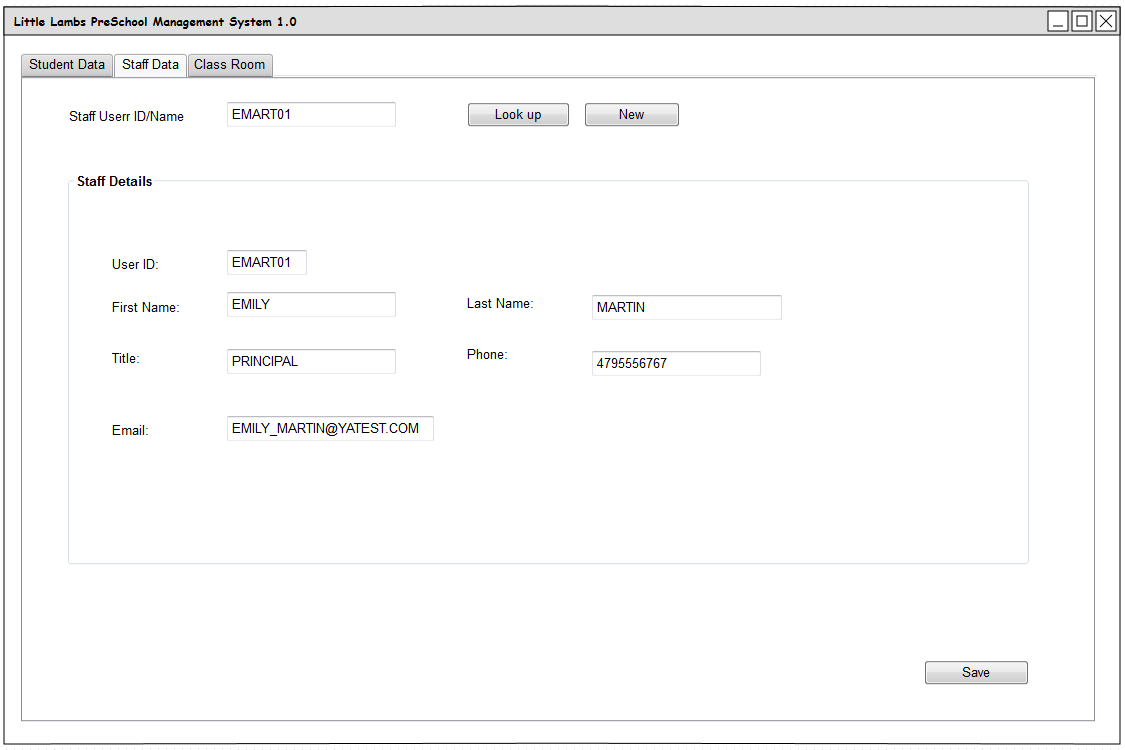 Little Lambs PreSchool Management System 1.0
Student Data Staff Data Class Room
Staff Userr ID/Name EMART01 Look up New
Staff Details
User ID: EMART01
First Name: EMILY Last Name: MARTIN
Title: PRINCIPAL Phone: 4795556767
Email: EMILY_MARTIN@YATEST.COM
Save